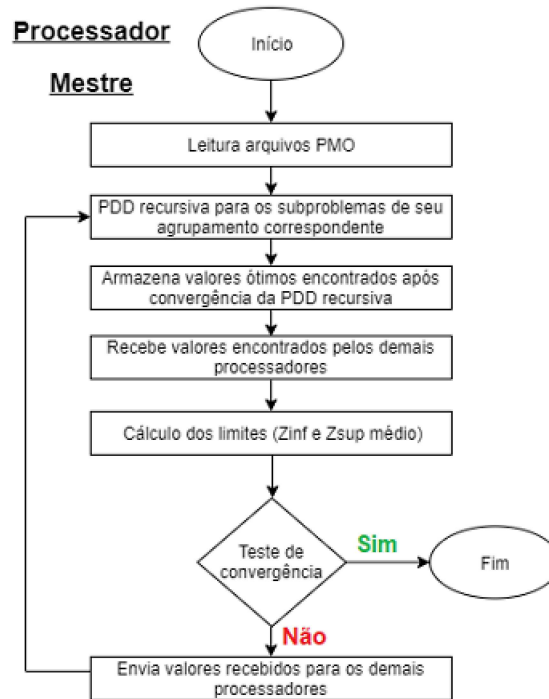 Processador
Mestre
Início
Leitura arquivos PMO
PDD recursiva para os subproblemas de seu
agrupamento correspondente
Armazena valores ótimos encontrados após
convergência da PDD recursiva
Recebe valores encontrados pelos demais
processadores
Cálculo dos limites (Zinf e Zsup médio)
Teste de
convergência
Sim
Fim
Não
Envia valores recebidos para os demais
processadores